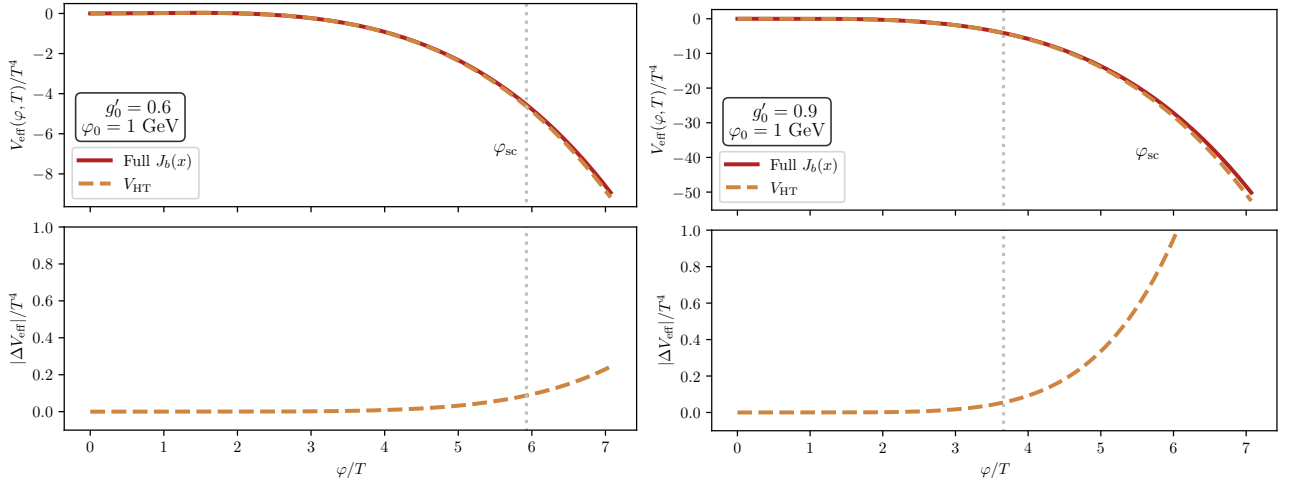 0
−2
−4
−6
−8
V_eff(φ, T)/T^4
g′_0 = 0.6
φ_0 = 1 GeV
Full J_b(x)
V_HT
φ_sc
1.0
0.8
0.6
0.4
0.2
0.0
|ΔV_eff|/T^4
0 1 2 3 4 5 6 7
φ/T
0
−10
−20
−30
−40
−50
V_eff(φ, T)/T^4
g′_0 = 0.9
φ_0 = 1 GeV
Full J_b(x)
V_HT
φ_sc
1.0
0.8
0.6
0.4
0.2
0.0
|ΔV_eff|/T^4
0 1 2 3 4 5 6 7
φ/T